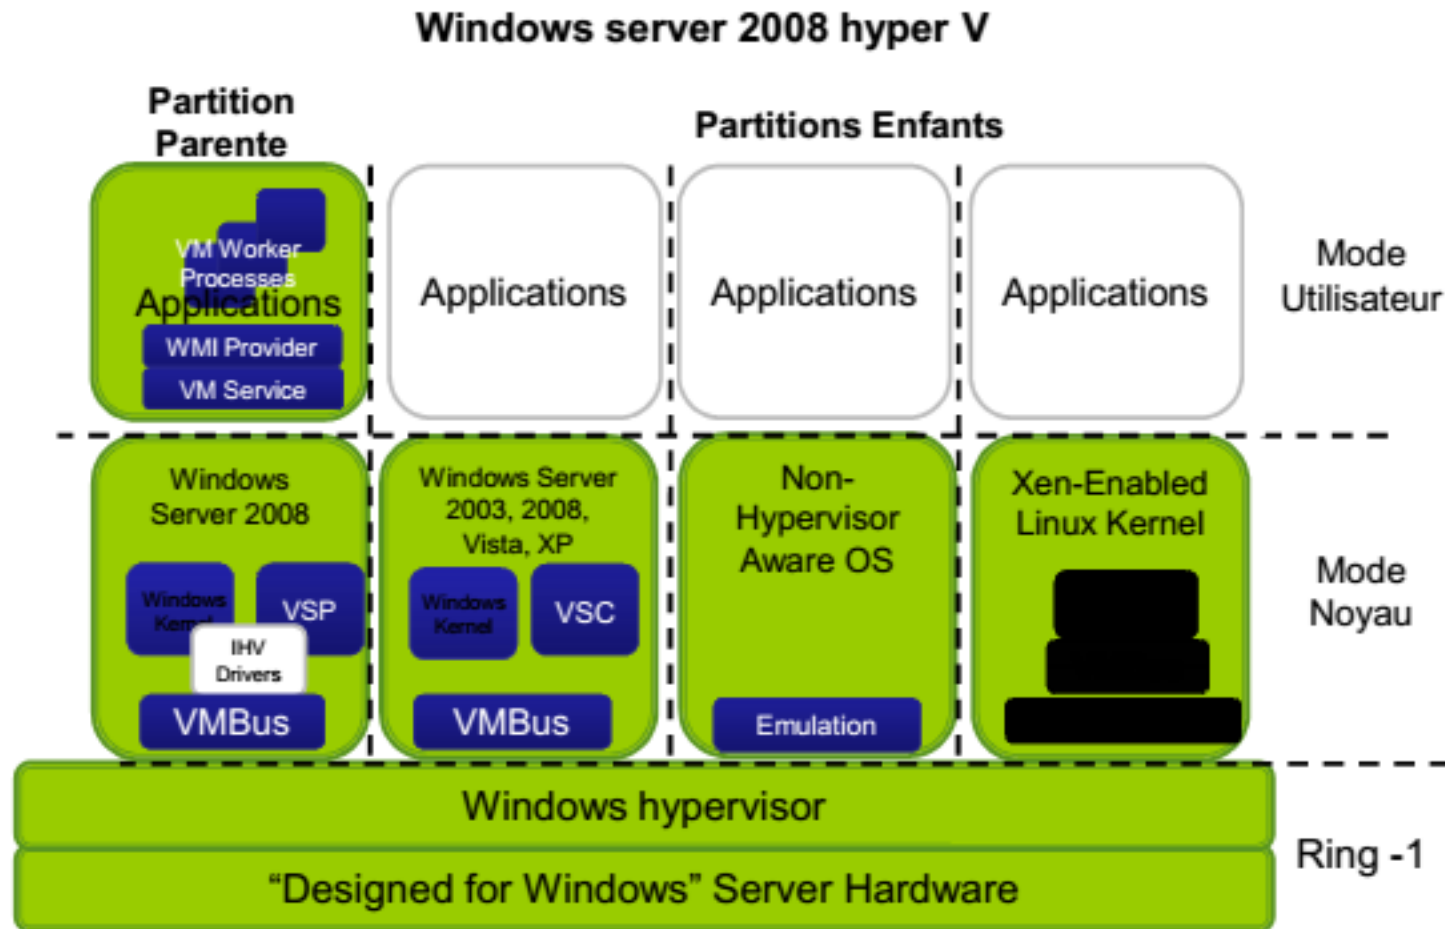 Windows server 2008 hyper V
Partition
Parente
Partitions Enfants
VM Worker
Processes
Applications
WMI Provider
VM Service
Applications
Applications
Applications
Mode
Utilisateur
Windows
Server 2008
Windows
Kernel
VSP
IHV
Drivers
VMBus
Windows Server
2003, 2008,
Vista, XP
Windows
Kernel
VSC
VMBus
Non-
Hypervisor
Aware OS
Emulation
Xen-Enabled
Linux Kernel
Mode
Noyau
Windows hypervisor
“Designed for Windows” Server Hardware
Ring -1